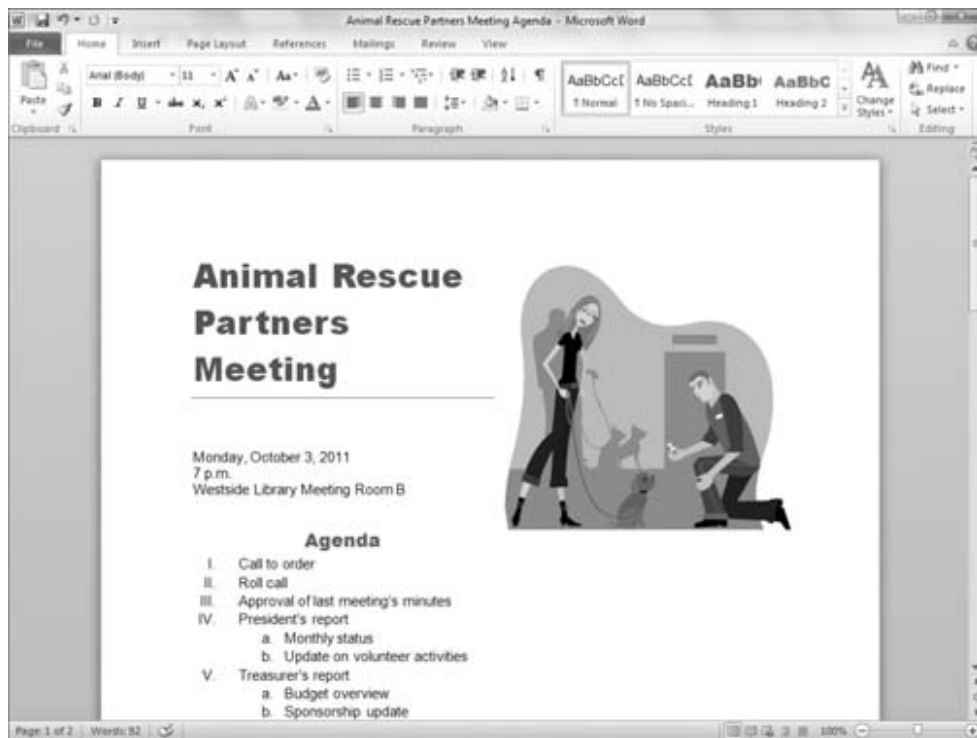 Animal Rescue Partners Meeting Agenda - Microsoft Word
File Home Insert Page Layout References Mailings Review View
Arial (Body) 11 A A Aa
Find
Replace
Select
Paste
B I U abc x, x² A A
AaBbCcI AaBbCcI AaBb AaBbC
¶ Normal ¶ No Spaci... Heading 1 Heading 2
Change Styles
Clipboard Font Paragraph Styles Editing
Animal Rescue
Partners
Meeting
Monday, October 3, 2011
7 p.m.
Westside Library Meeting Room B
Agenda
I. Call to order
II. Roll call
III. Approval of last meeting's minutes
IV. President's report
a. Monthly status
b. Update on volunteer activities
V. Treasurer's report
a. Budget overview
b. Sponsorship update
Page: 1 of 2 Words: 92 100%